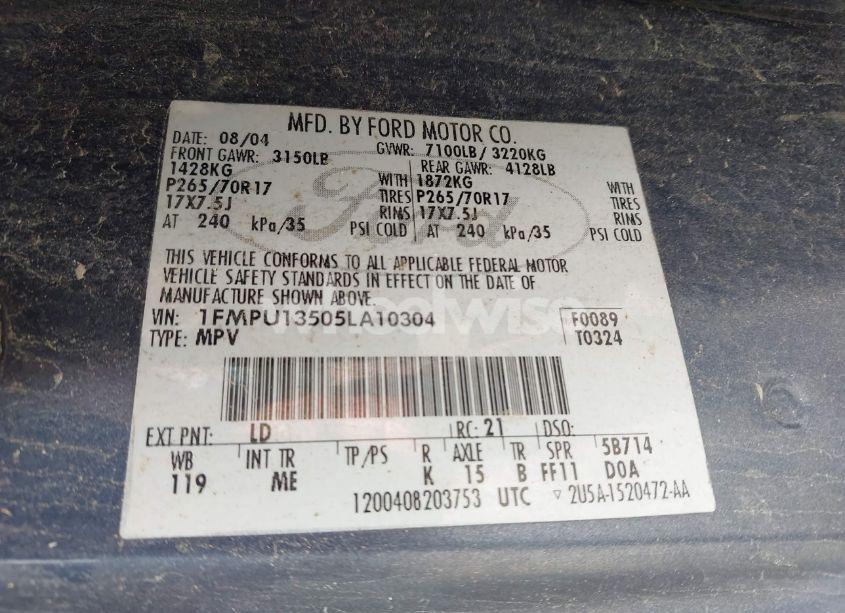 MFD. BY FORD MOTOR CO.
DATE: 08/04 GVWR: 7100LB/ 3220KG
FRONT GAWR: 3150LB REAR GAWR: 4128LB
1428KG WITH 1872KG WITH
P265/70R17 TIRES P265/70R17 TIRES
17X7.5J RIMS 17X7.5J RIMS
AT 240 kPa/35 PSI COLD AT 240 kPa/35 PSI COLD
Ford
THIS VEHICLE CONFORMS TO ALL APPLICABLE FEDERAL MOTOR
VEHICLE SAFETY STANDARDS IN EFFECT ON THE DATE OF
MANUFACTURE SHOWN ABOVE.
wheelwise
VIN: 1FMPU13505LA10304 F0089
TYPE: MPV T0324
EXT PNT: LD RC: 21 DSO:
WB INT TR TP/PS R AXLE TR SPR 5B714
119 ME K 15 B FF11 DOA
1200408203753 UTC ▽ 2U5A-1520472-AA